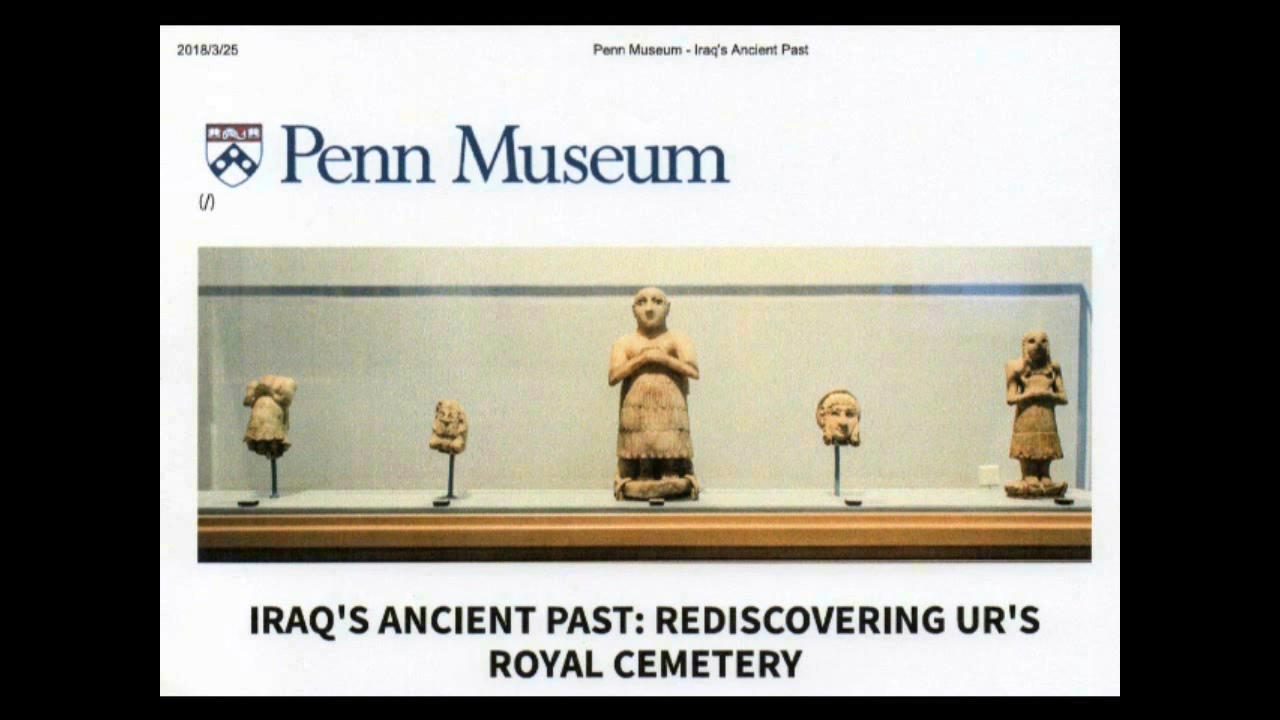 2018/3/25 Penn Museum - Iraq's Ancient Past
Penn Museum
(/)
IRAQ'S ANCIENT PAST: REDISCOVERING UR'S
ROYAL CEMETERY